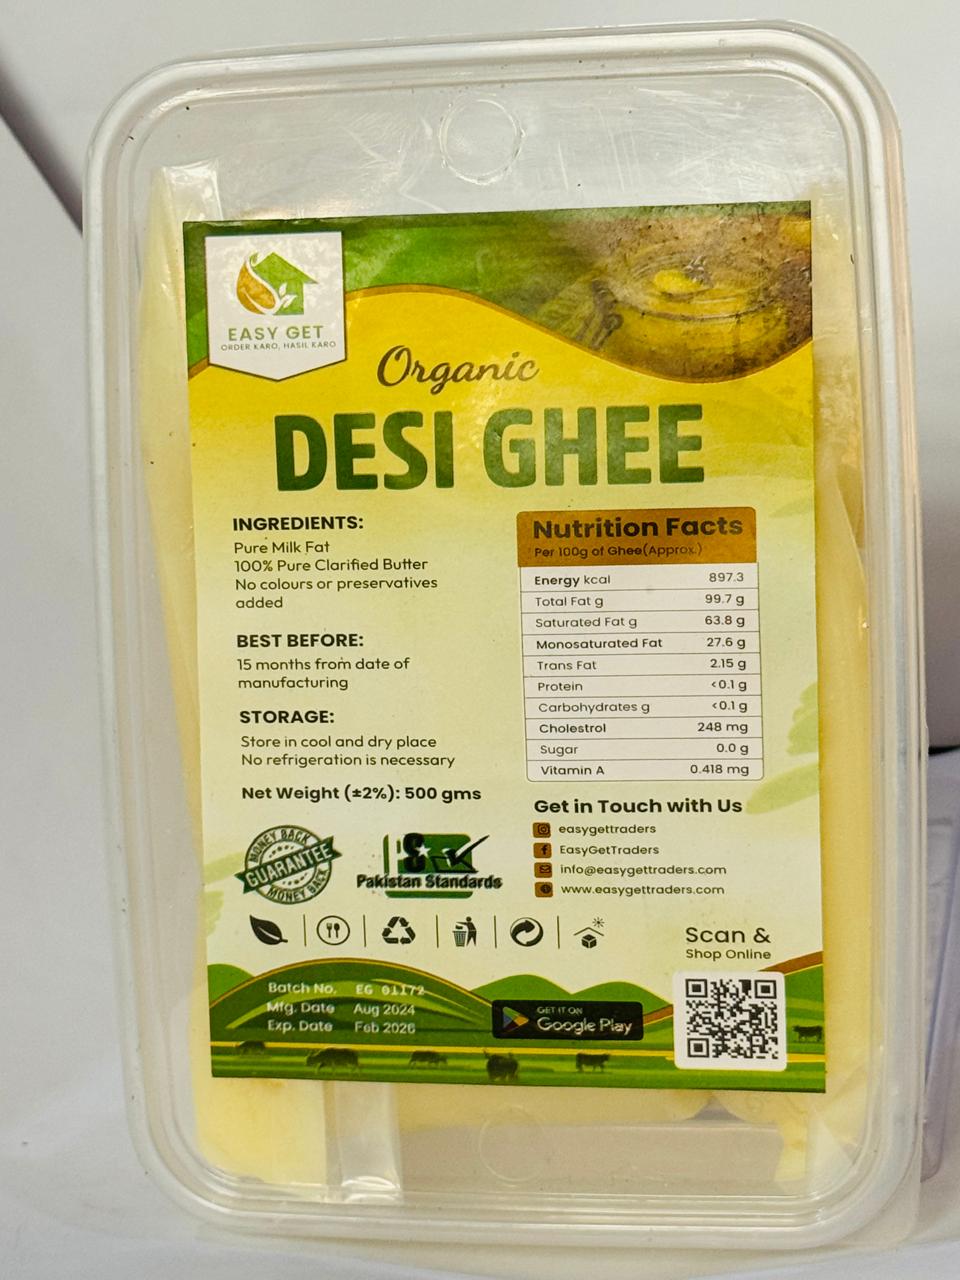 EASY GET
ORDER KARO, HASIL KARO
Organic
DESI GHEE
INGREDIENTS:
Pure Milk Fat
100% Pure Clarified Butter
No colours or preservatives
added
BEST BEFORE:
15 months from date of
manufacturing
STORAGE:
Store in cool and dry place
No refrigeration is necessary
Net Weight (±2%): 500 gms
Nutrition Facts
Per 100g of Ghee(Approx.)
Energy kcal 897.3
Total Fat g 99.7 g
Saturated Fat g 63.8 g
Monosaturated Fat 27.6 g
Trans Fat 2.15 g
Protein <0.1 g
Carbohydrates g <0.1 g
Cholestrol 248 mg
Sugar 0.0 g
Vitamin A 0.418 mg
Get in Touch with Us
easygettraders
EasyGetTraders
info@easygettraders.com
www.easygettraders.com
MONEY BACK
GUARANTEE
MONEY BACK
PS
Pakistan Standards
Scan &
Shop Online
Batch No. EG 01172
Mfg. Date Aug 2024
Exp. Date Feb 2026
GET IT ON
Google Play